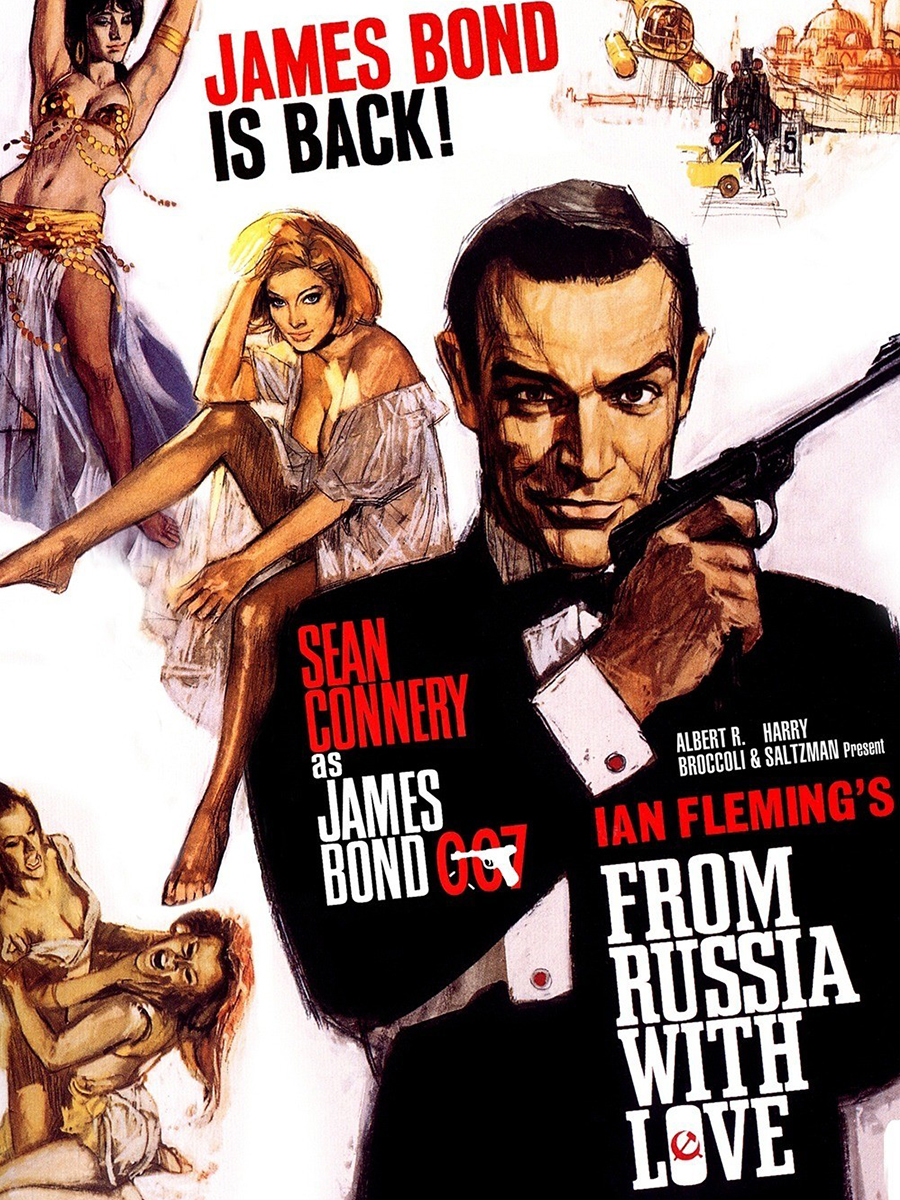 JAMES BOND
IS BACK!
5
SEAN
CONNERY
as
JAMES
BOND 007
ALBERT R. HARRY
BROCCOLI & SALTZMAN Present
IAN FLEMING'S
FROM
RUSSIA
WITH
LOVE